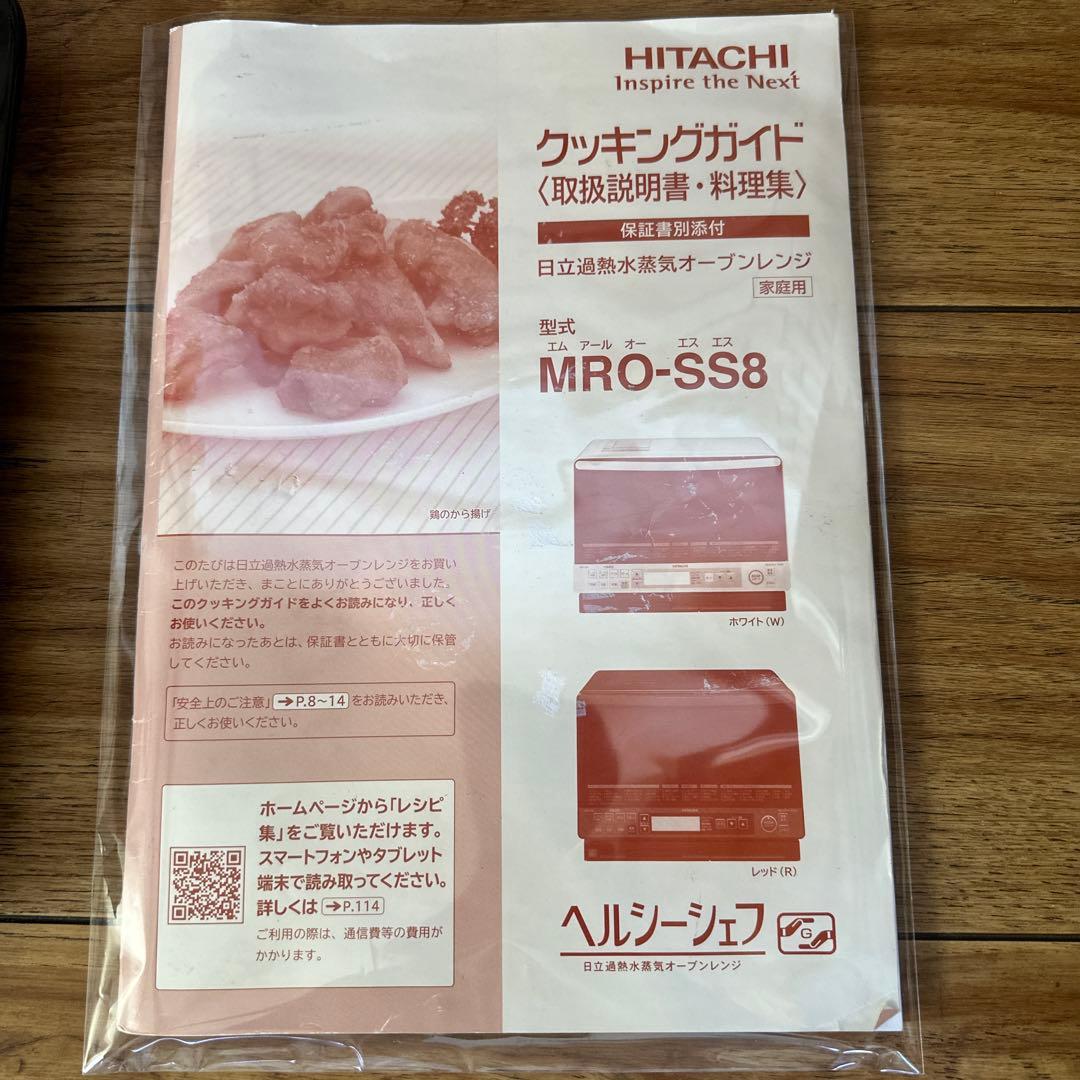 HITACHI
Inspire the Next
クッキングガイド
〈取扱説明書・料理集〉
保証書別添付
日立過熱水蒸気オーブンレンジ
家庭用
型式
エム アール オー エス エス
MRO-SS8
鶏のから揚げ
このたびは日立過熱水蒸気オーブンレンジをお買い
上げいただき、まことにありがとうございました。
このクッキングガイドをよくお読みになり、正しく
お使いください。
お読みになったあとは、保証書とともに大切に保管
してください。
「安全上のご注意」→P.8～14をお読みいただき、
正しくお使いください。
ホームページから「レシピ
集」をご覧いただけます。
スマートフォンやタブレット
端末で読み取ってください。
詳しくは→P.114
ご利用の際は、通信費等の費用が
かかります。
HITACHI
ホワイト（W）
HITACHI
レッド（R）
ヘルシーシェフ
日立過熱水蒸気オーブンレンジ
G